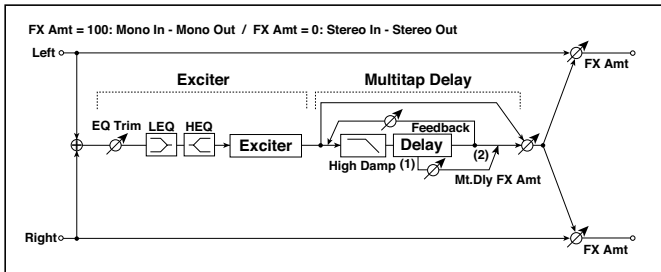 FX Amt = 100: Mono In - Mono Out / FX Amt = 0: Stereo In - Stereo Out
Left
FX Amt
Exciter
Multitap Delay
EQ Trim
LEQ
HEQ
Feedback
Exciter
Delay
(2)
High Damp
(1)
Mt.Dly FX Amt
Right
FX Amt